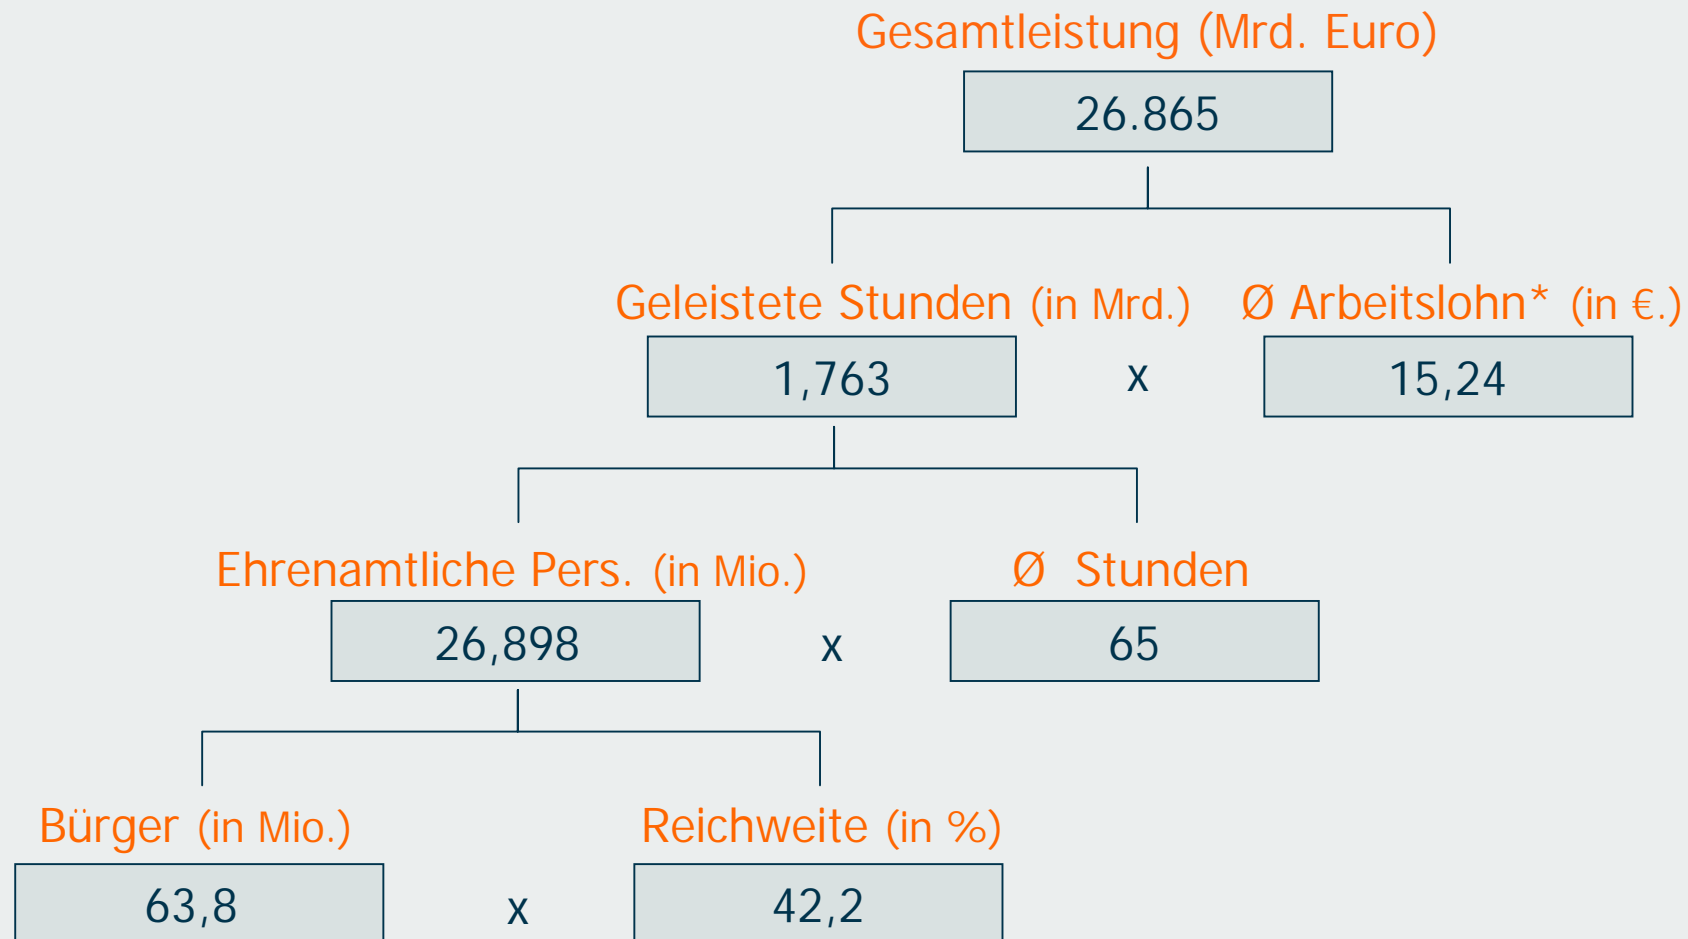 Gesamtleistung (Mrd. Euro)
26.865
Geleistete Stunden (in Mrd.) Ø Arbeitslohn* (in €.)
1,763 x 15,24
Ehrenamtliche Pers. (in Mio.) Ø Stunden
26,898 x 65
Bürger (in Mio.) Reichweite (in %)
63,8 x 42,2